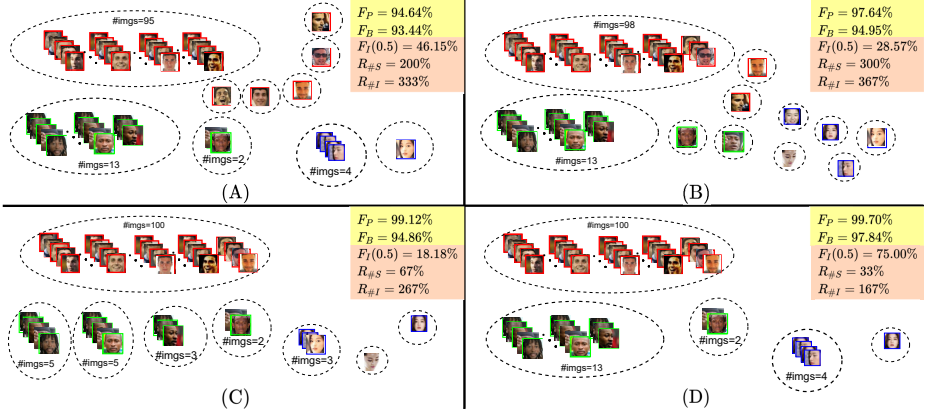 #imgs=95
F_P = 94.64%
F_B = 93.44%
F_I(0.5) = 46.15%
R_#S = 200%
R_#I = 333%
#imgs=13
#imgs=2
#imgs=4
(A)
#imgs=98
F_P = 97.64%
F_B = 94.95%
F_I(0.5) = 28.57%
R_#S = 300%
R_#I = 367%
#imgs=13
(B)
#imgs=100
F_P = 99.12%
F_B = 94.86%
F_I(0.5) = 18.18%
R_#S = 67%
R_#I = 267%
#imgs=5
#imgs=5
#imgs=3
#imgs=2
#imgs=3
(C)
#imgs=100
F_P = 99.70%
F_B = 97.84%
F_I(0.5) = 75.00%
R_#S = 33%
R_#I = 167%
#imgs=13
#imgs=2
#imgs=4
(D)